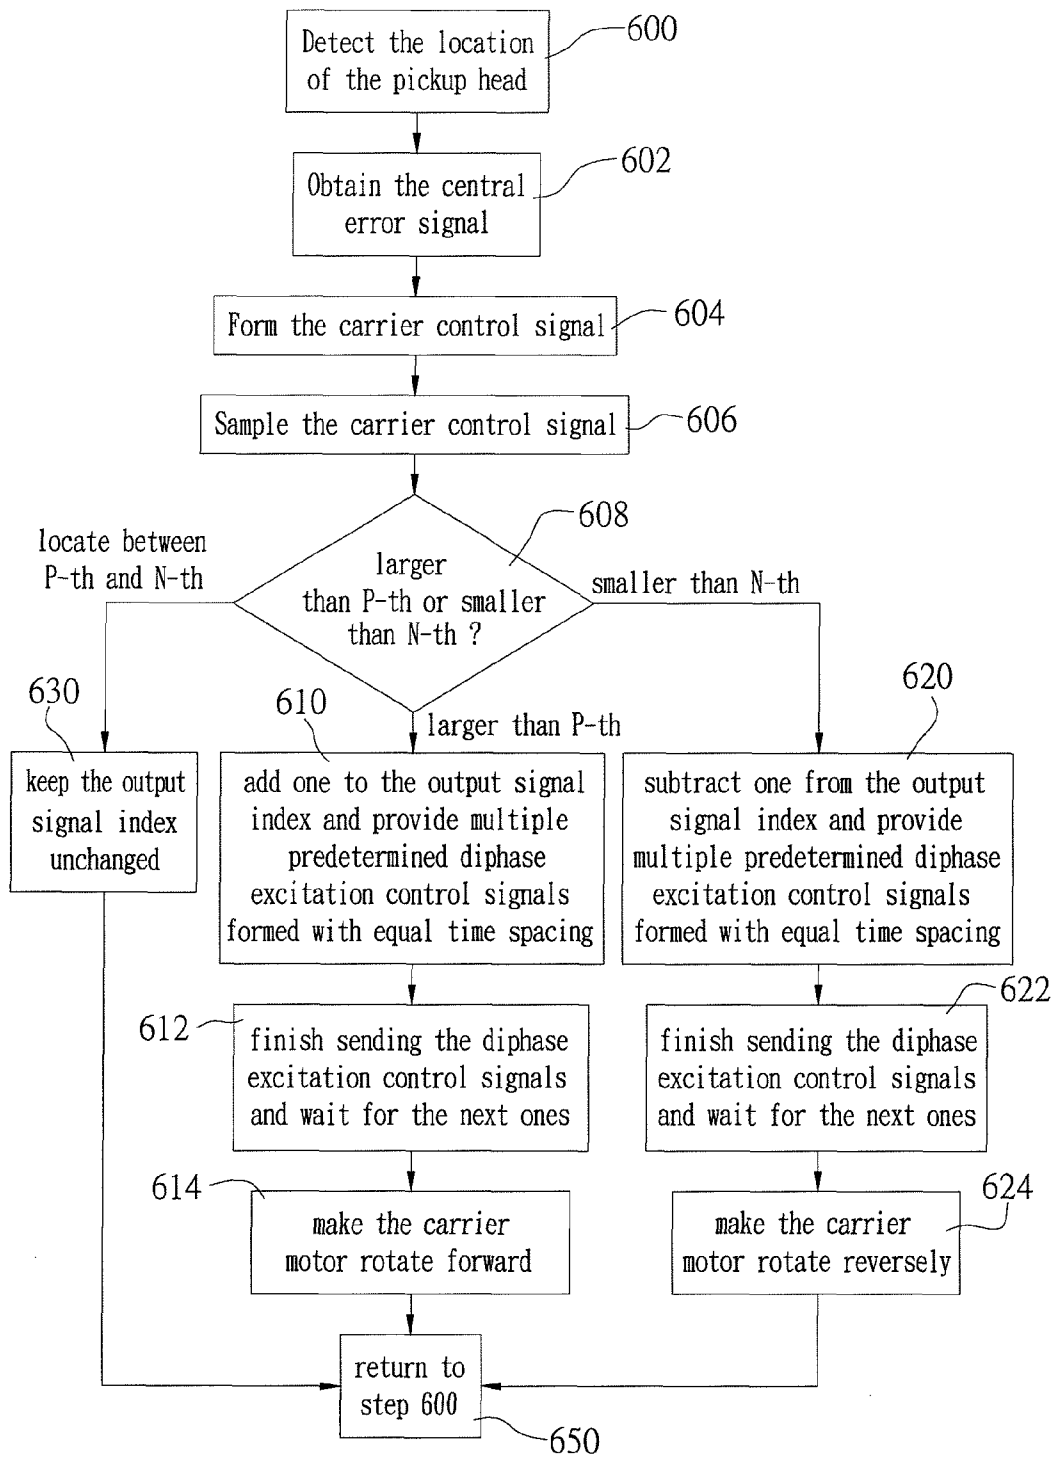 Detect the location
of the pickup head
600
Obtain the central
error signal
602
Form the carrier control signal
604
Sample the carrier control signal
606
larger
than P-th or smaller
than N-th ?
608
locate between
P-th and N-th
smaller than N-th
larger than P-th
630
keep the output
signal index
unchanged
610
add one to the output signal
index and provide multiple
predetermined diphase
excitation control signals
formed with equal time spacing
620
subtract one from the output
signal index and provide
multiple predetermined diphase
excitation control signals
formed with equal time spacing
612
finish sending the diphase
excitation control signals
and wait for the next ones
622
finish sending the diphase
excitation control signals
and wait for the next ones
614
make the carrier
motor rotate forward
624
make the carrier
motor rotate reversely
return to
step 600
650